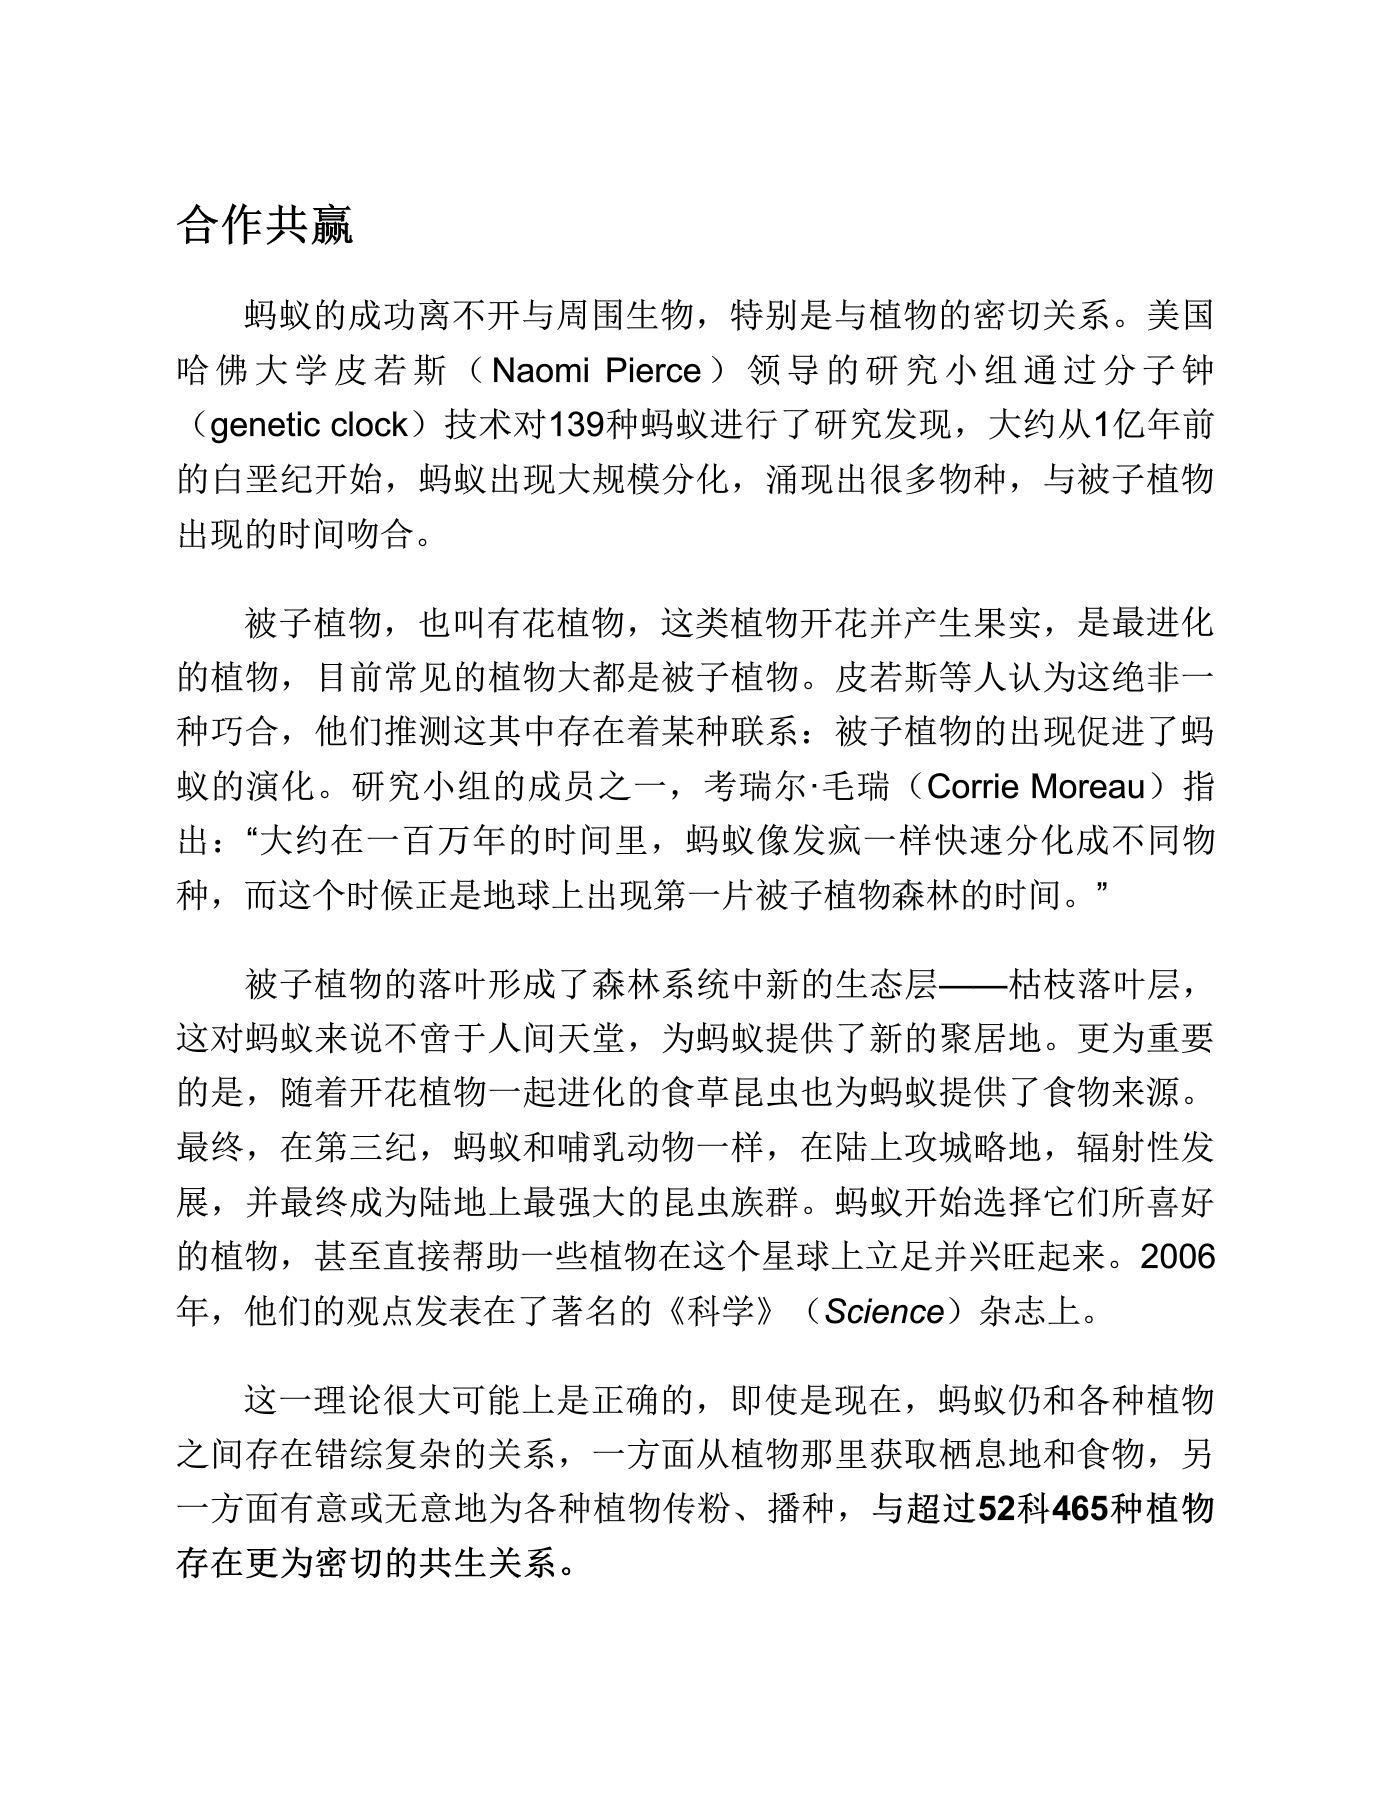 合作共赢
蚂蚁的成功离不开与周围生物，特别是与植物的密切关系。美国
哈佛大学皮若斯（Naomi Pierce）领导的研究小组通过分子钟
（genetic clock）技术对139种蚂蚁进行了研究发现，大约从1亿年前
的白垩纪开始，蚂蚁出现大规模分化，涌现出很多物种，与被子植物
出现的时间吻合。
被子植物，也叫有花植物，这类植物开花并产生果实，是最进化
的植物，目前常见的植物大都是被子植物。皮若斯等人认为这绝非一
种巧合，他们推测这其中存在着某种联系：被子植物的出现促进了蚂
蚁的演化。研究小组的成员之一，考瑞尔·毛瑞（Corrie Moreau）指
出：“大约在一百万年的时间里，蚂蚁像发疯一样快速分化成不同物
种，而这个时候正是地球上出现第一片被子植物森林的时间。”
被子植物的落叶形成了森林系统中新的生态层——枯枝落叶层，
这对蚂蚁来说不啻于人间天堂，为蚂蚁提供了新的聚居地。更为重要
的是，随着开花植物一起进化的食草昆虫也为蚂蚁提供了食物来源。
最终，在第三纪，蚂蚁和哺乳动物一样，在陆上攻城略地，辐射性发
展，并最终成为陆地上最强大的昆虫族群。蚂蚁开始选择它们所喜好
的植物，甚至直接帮助一些植物在这个星球上立足并兴旺起来。2006
年，他们的观点发表在了著名的《科学》（Science）杂志上。
这一理论很大可能上是正确的，即使是现在，蚂蚁仍和各种植物
之间存在错综复杂的关系，一方面从植物那里获取栖息地和食物，另
一方面有意或无意地为各种植物传粉、播种，与超过52科465种植物
存在更为密切的共生关系。